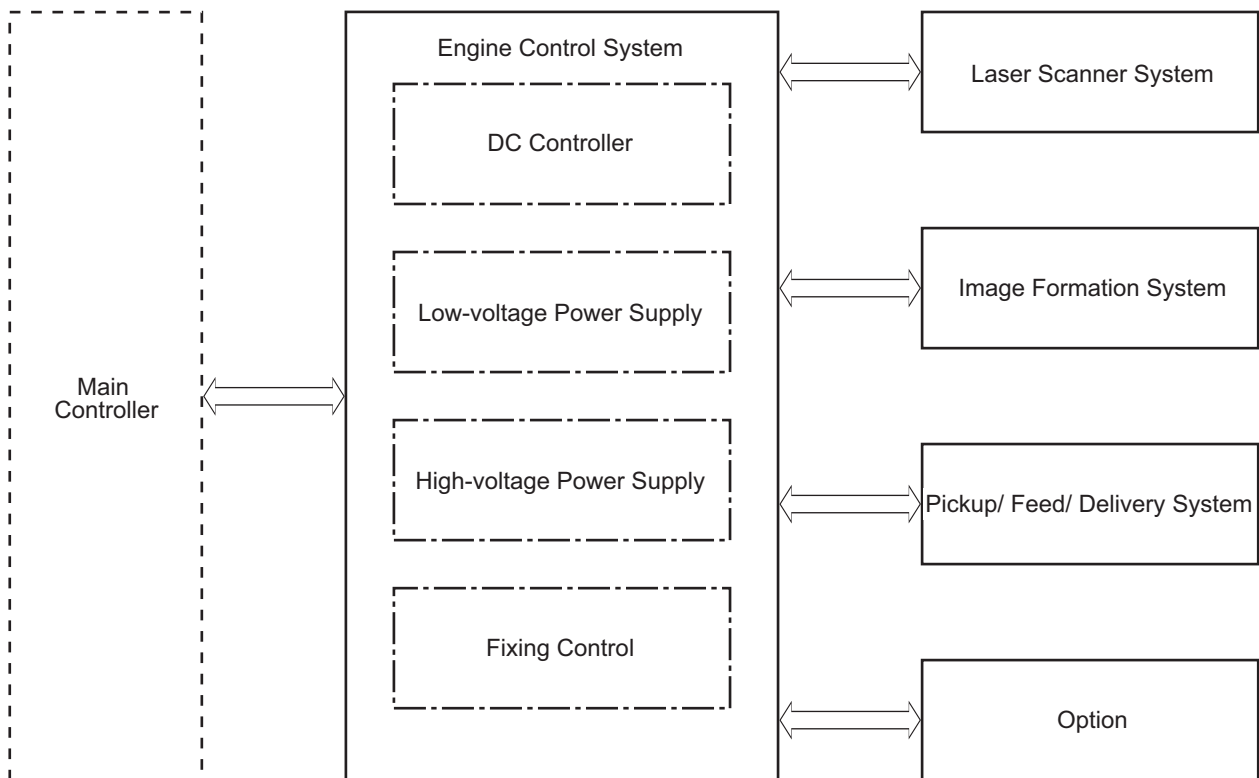 Main
Controller
Engine Control System
DC Controller
Low-voltage Power Supply
High-voltage Power Supply
Fixing Control
Laser Scanner System
Image Formation System
Pickup/ Feed/ Delivery System
Option